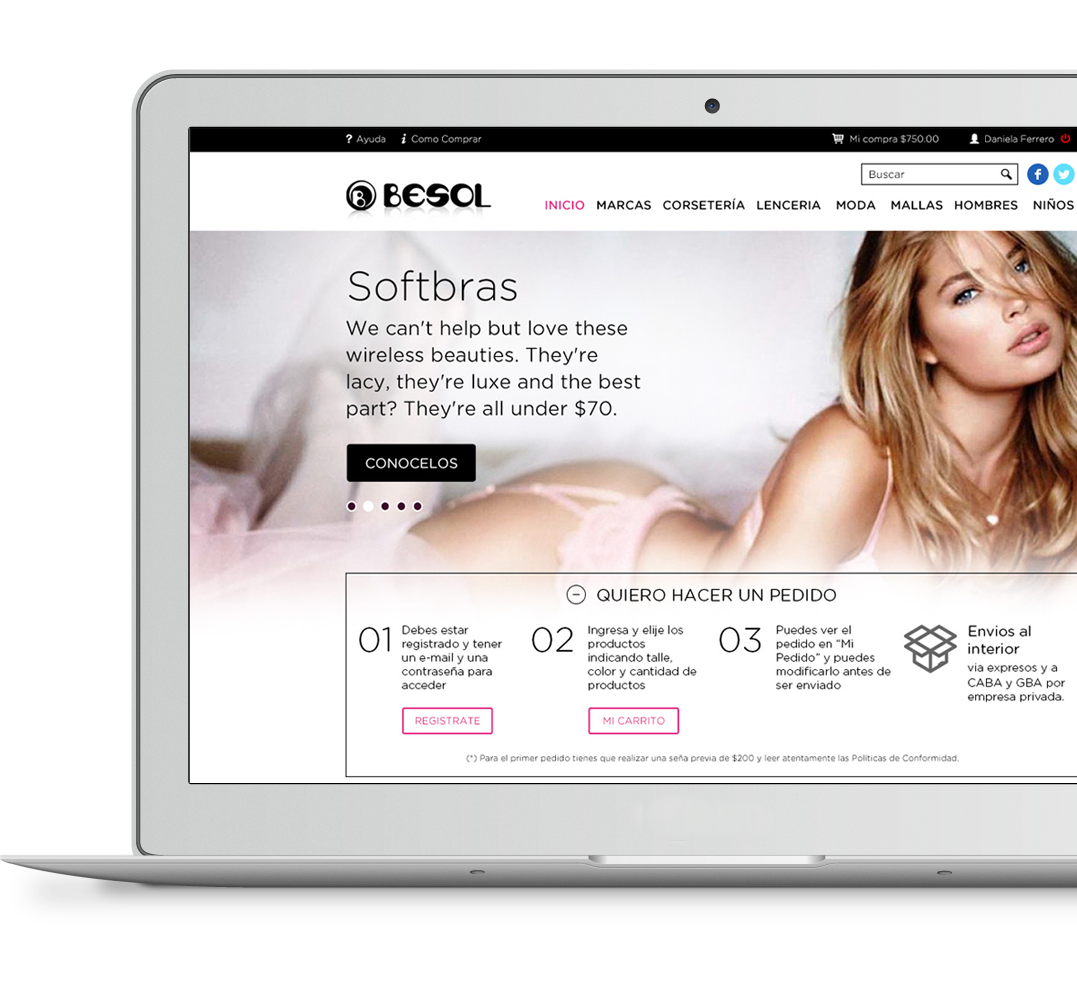 ? Ayuda i Como Comprar Mi compra $750.00 Daniela Ferrero
Buscar
B BESOL
INICIO MARCAS CORSETERÍA LENCERIA MODA MALLAS HOMBRES NIÑOS
Softbras
We can't help but love these
wireless beauties. They're
lacy, they're luxe and the best
part? They're all under $70.
CONOCELOS
QUIERO HACER UN PEDIDO
01
Debes estar
registrado y tener
un e-mail y una
contraseña para
acceder
REGISTRATE
02
Ingresa y elije los
productos
indicando talle,
color y cantidad de
productos
MI CARRITO
03
Puedes ver el
pedido en “Mi
Pedido” y puedes
modificarlo antes de
ser enviado
Envios al
interior
via expresos y a
CABA y GBA por
empresa privada.
(*) Para el primer pedido tienes que realizar una seña previa de $200 y leer atentamente las Políticas de Conformidad.